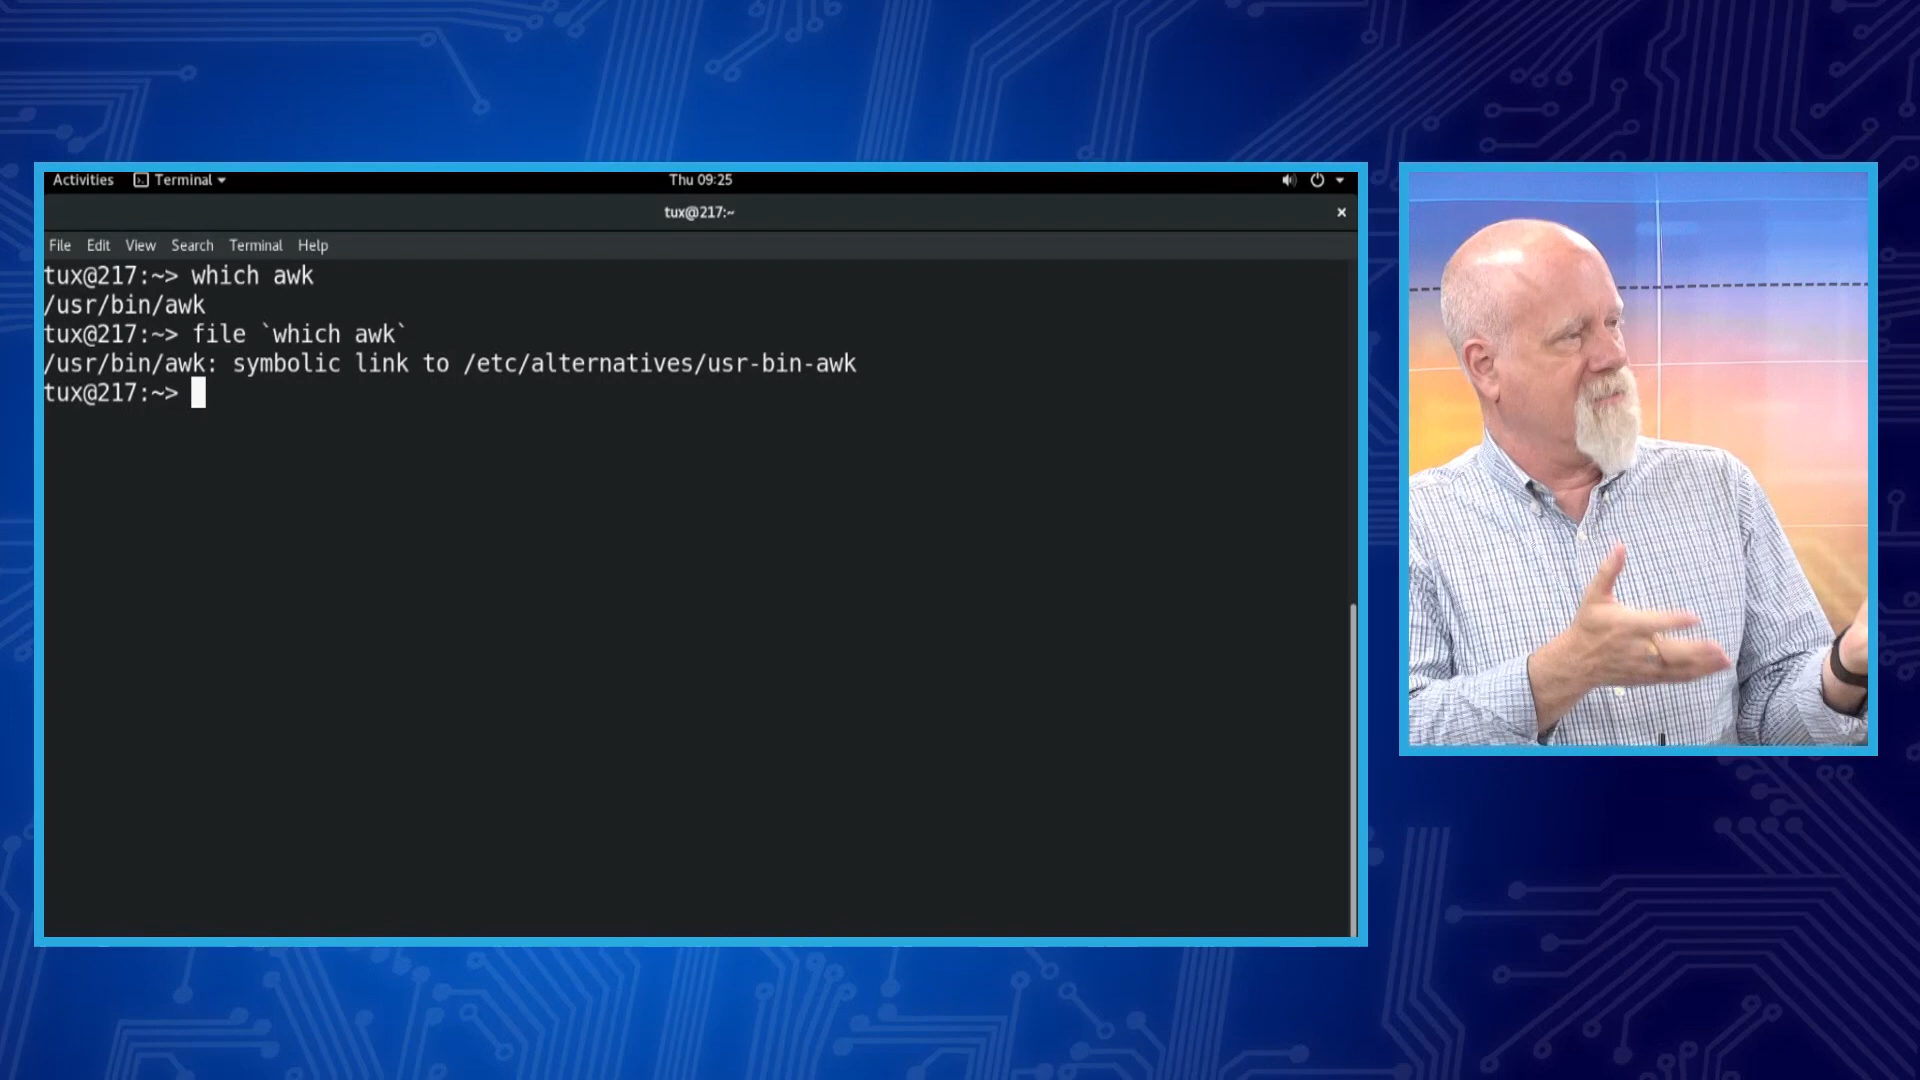 Activities Terminal Thu 09:25
tux@217:~
File Edit View Search Terminal Help
tux@217:~> which awk
/usr/bin/awk
tux@217:~> file `which awk`
/usr/bin/awk: symbolic link to /etc/alternatives/usr-bin-awk
tux@217:~>